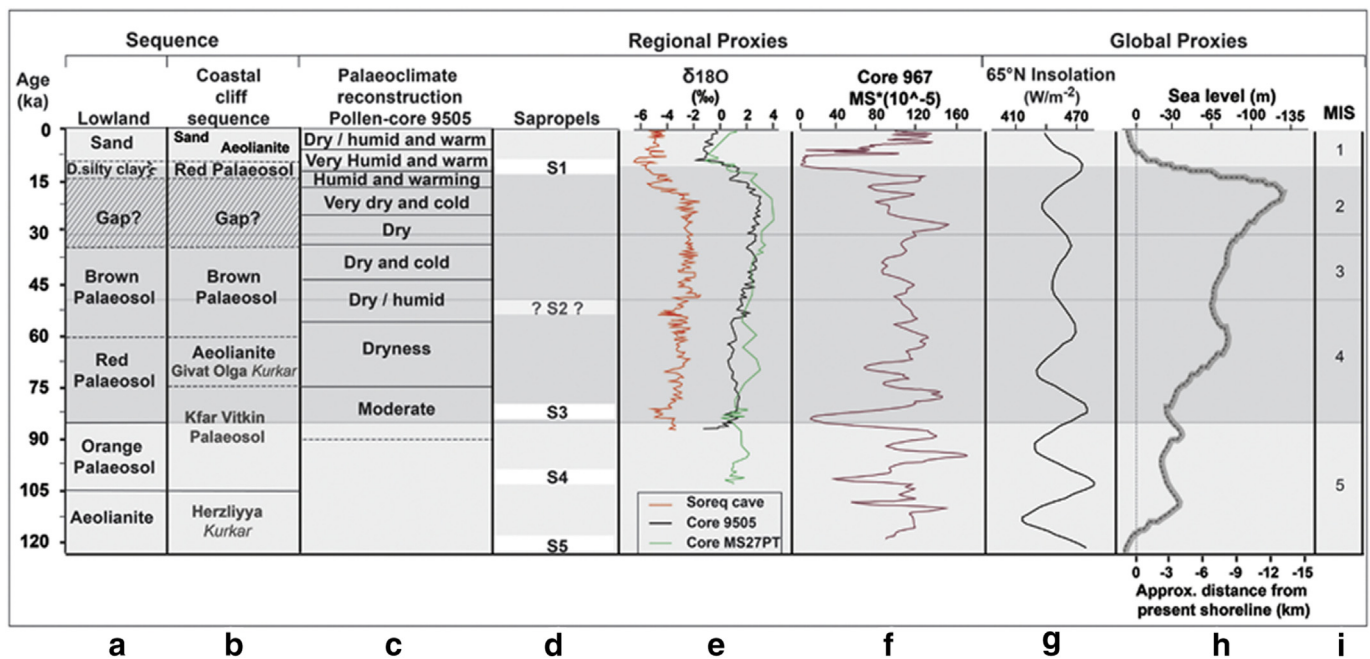 Sequence
Regional Proxies
Global Proxies
Age
(ka)
Lowland
Coastal
cliff
sequence
Palaeoclimate
reconstruction
Pollen-core 9505
Sapropels
δ18O
(‰)
-6 -4 -2 0 2 4
Core 967
MS*(10^-5)
0 40 80 120 160
65°N Insolation
(W/m-2)
410 470
Sea level (m)
0 -30 -65 -100 -135
MIS
0
15
30
45
60
75
90
105
120
Sand
D.silty clay
Gap?
Brown
Palaeosol
Red
Palaeosol
Orange
Palaeosol
Aeolianite
Sand
Aeolianite
Red Palaeosol
Gap?
Brown
Palaeosol
Aeolianite
Givat Olga Kurkar
Kfar Vitkin
Palaeosol
Herzliyya
Kurkar
Dry / humid and warm
Very Humid and warm
Humid and warming
Very dry and cold
Dry
Dry and cold
Dry / humid
Dryness
Moderate
S1
? S2 ?
S3
S4
S5
Soreq cave
Core 9505
Core MS27PT
1
2
3
4
5
0 -3 -6 -9 -12 -15
Approx. distance from
present shoreline (km)
a b c d e f g h i